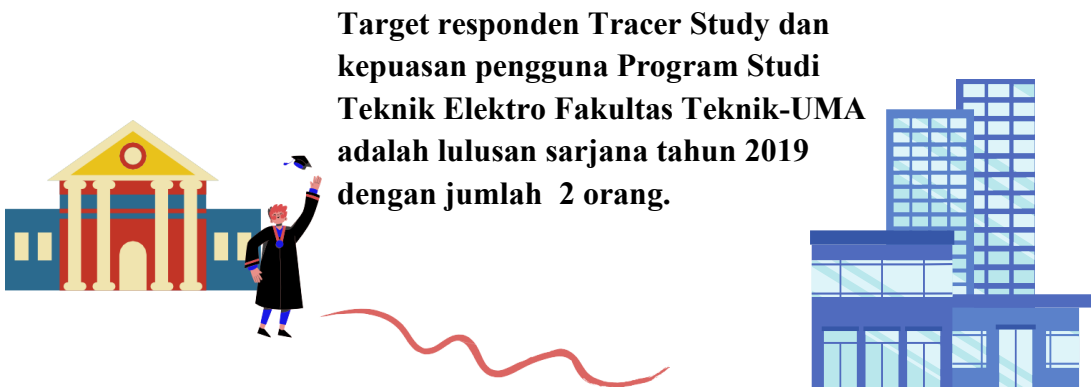 Target responden Tracer Study dan
kepuasan pengguna Program Studi
Teknik Elektro Fakultas Teknik-UMA
adalah lulusan sarjana tahun 2019
dengan jumlah  2 orang.